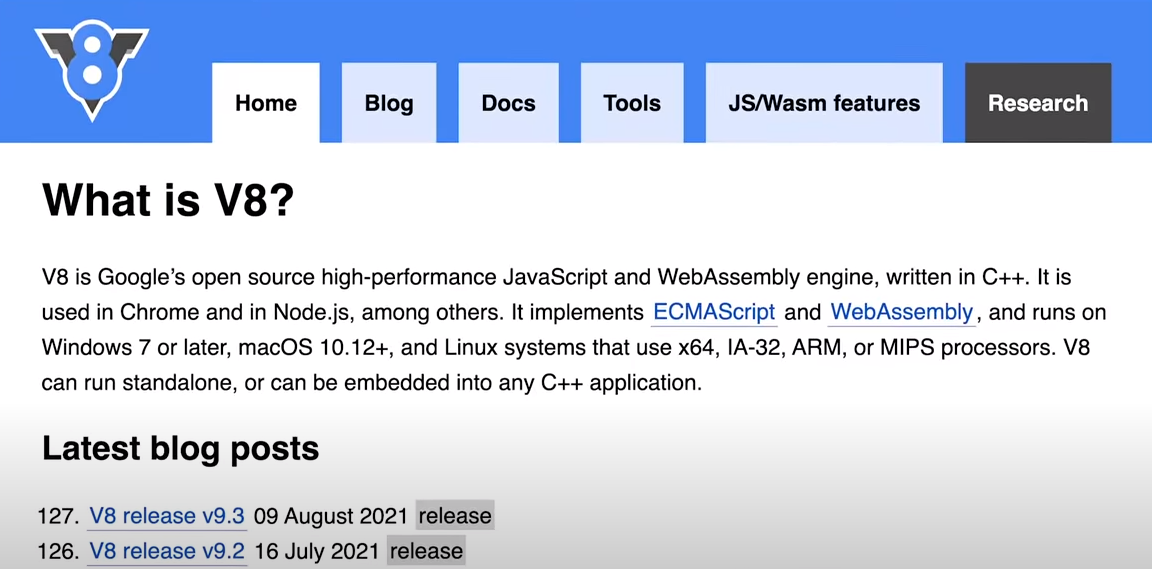 Home
Blog
Docs
Tools
JS/Wasm features
Research
What is V8?
V8 is Google’s open source high-performance JavaScript and WebAssembly engine, written in C++. It is
used in Chrome and in Node.js, among others. It implements ECMAScript and WebAssembly, and runs on
Windows 7 or later, macOS 10.12+, and Linux systems that use x64, IA-32, ARM, or MIPS processors. V8
can run standalone, or can be embedded into any C++ application.
Latest blog posts
127. V8 release v9.3 09 August 2021 release
126. V8 release v9.2 16 July 2021 release